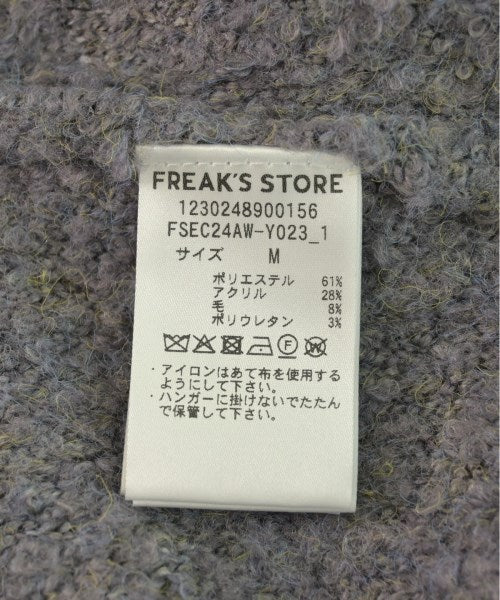 FREAK'S STORE
1230248900156
FSEC24AW-Y023_1
サイズ M
ポリエステル 61%
アクリル 28%
毛 8%
ポリウレタン 3%
・アイロンはあて布を使用する
ようにして下さい。
・ハンガーに掛けないでたたん
で保管して下さい。